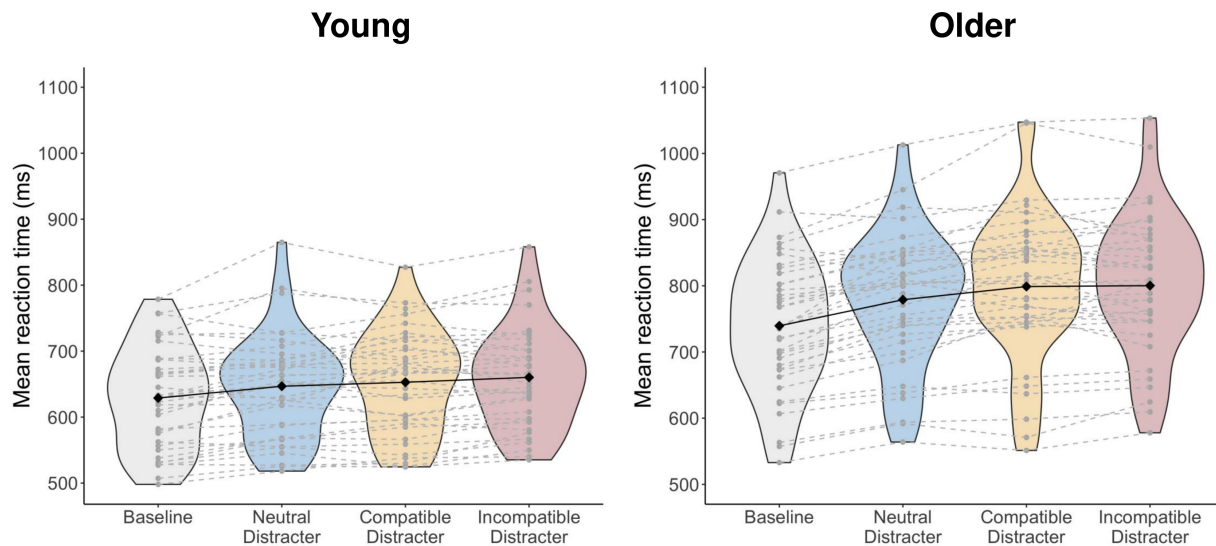 Young
Mean reaction time (ms)
1100
1000
900
800
700
600
500
Baseline
Neutral
Distracter
Compatible
Distracter
Incompatible
Distracter
Older
Mean reaction time (ms)
1100
1000
900
800
700
600
500
Baseline
Neutral
Distracter
Compatible
Distracter
Incompatible
Distracter